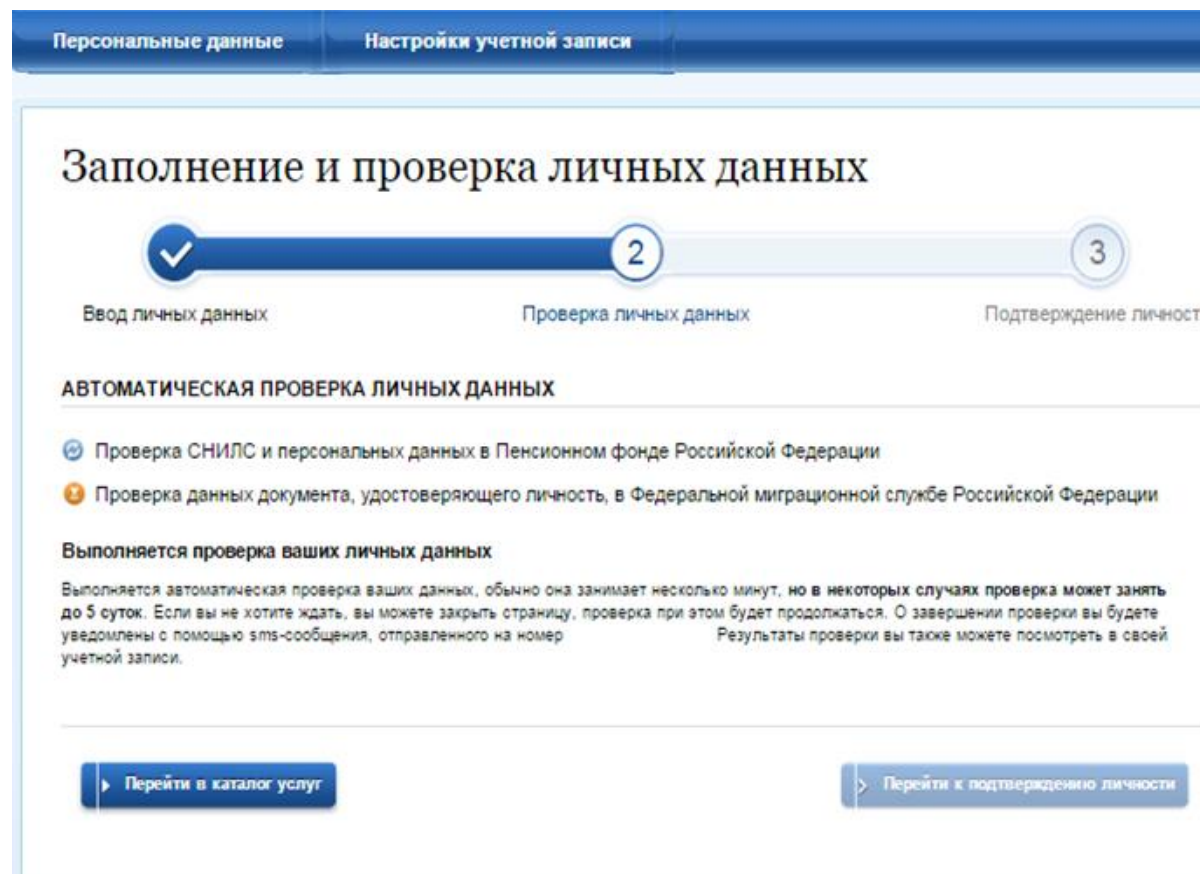 Персональные данные Настройки учетной записи
Заполнение и проверка личных данных
2 3
Ввод личных данных Проверка личных данных Подтверждение личност
АВТОМАТИЧЕСКАЯ ПРОВЕРКА ЛИЧНЫХ ДАННЫХ
Проверка СНИЛС и персональных данных в Пенсионном фонде Российской Федерации
Проверка данных документа, удостоверяющего личность, в Федеральной миграционной службе Российской Федерации
Выполняется проверка ваших личных данных
Выполняется автоматическая проверка ваших данных, обычно она занимает несколько минут, но в некоторых случаях проверка может занять
до 5 суток. Если вы не хотите ждать, вы можете закрыть страницу, проверка при этом будет продолжаться. О завершении проверки вы будете
уведомлены с помощью sms-сообщения, отправленного на номер Результаты проверки вы также можете посмотреть в своей
учетной записи.
Перейти в каталог услуг Перейти к подтверждению личности